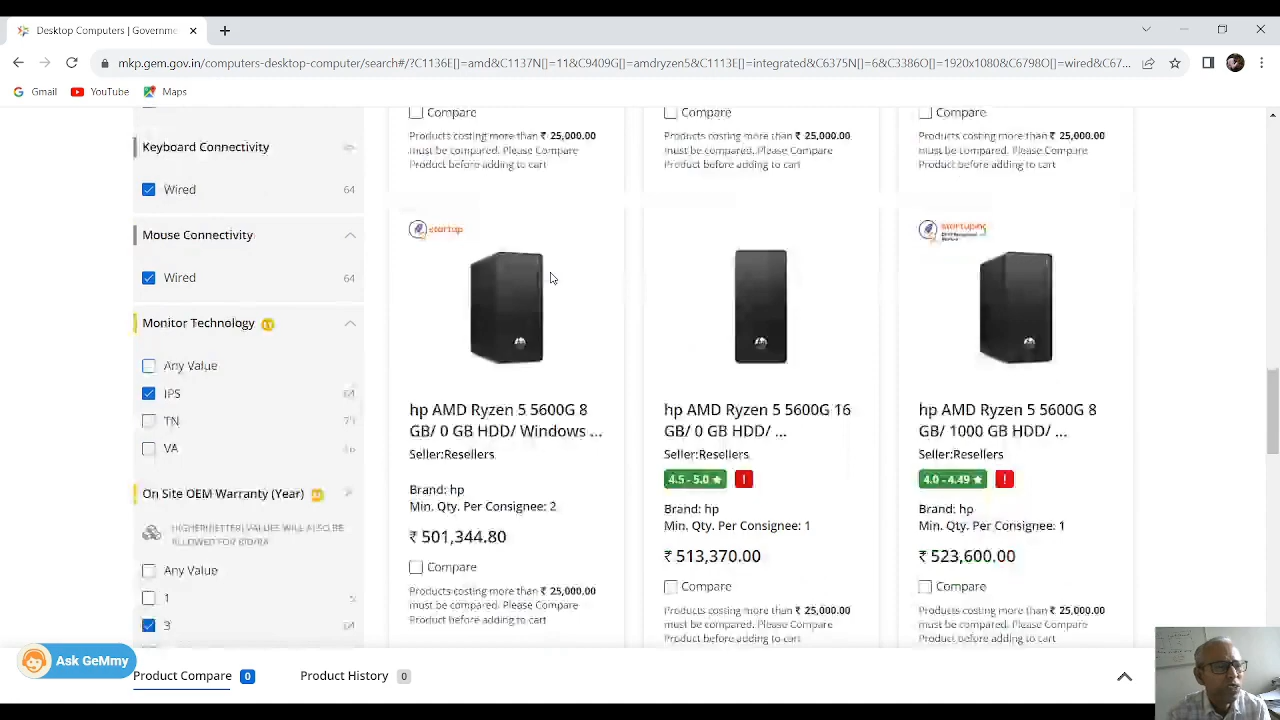 Desktop Computers | Governme
mkp.gem.gov.in/computers-desktop-computer/search#/?C1136E[]=amd&C1137N[]=11&C9409G[]=amdryzen5&C1113E[]=integrated&C6375N[]=6&C3386O[]=1920x1080&C6798O[]=wired&C67...
Gmail
YouTube
Maps
Keyboard Connectivity
Wired 64
Mouse Connectivity
Wired 64
Monitor Technology
Any Value
IPS
TN
VA
On Site OEM Warranty (Year)
HIGHER(BETTER) VALUES WILL ALSO BE
ALLOWED FOR BID/RA
Any Value
1
3
Compare
Products costing more than ₹ 25,000.00
must be compared. Please Compare
Product before adding to cart
Compare
Products costing more than ₹ 25,000.00
must be compared. Please Compare
Product before adding to cart
Compare
Products costing more than ₹ 25,000.00
must be compared. Please Compare
Product before adding to cart
startup
hp AMD Ryzen 5 5600G 8
GB/ 0 GB HDD/ Windows ...
Seller:Resellers
Brand: hp
Min. Qty. Per Consignee: 2
₹ 501,344.80
Compare
Products costing more than ₹ 25,000.00
must be compared. Please Compare
Product before adding to cart
hp AMD Ryzen 5 5600G 16
GB/ 0 GB HDD/ ...
Seller:Resellers
4.5 - 5.0 ★ !
Brand: hp
Min. Qty. Per Consignee: 1
₹ 513,370.00
Compare
Products costing more than ₹ 25,000.00
must be compared. Please Compare
Product before adding to cart
hp AMD Ryzen 5 5600G 8
GB/ 1000 GB HDD/ ...
Seller:Resellers
4.0 - 4.49 ★ !
Brand: hp
Min. Qty. Per Consignee: 1
₹ 523,600.00
Compare
Products costing more than ₹ 25,000.00
must be compared. Please Compare
Product before adding to cart
Ask GeMmy
Product Compare 0
Product History 0